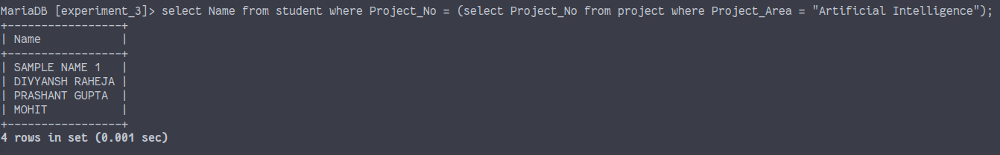 MariaDB [experiment_3]> select Name from student where Project_No = (select Project_No from project where Project_Area = "Artificial Intelligence");
+-----------------+
| Name            |
+-----------------+
| SAMPLE NAME 1   |
| DIVYANSH RAHEJA |
| PRASHANT GUPTA  |
| MOHIT           |
+-----------------+
4 rows in set (0.001 sec)